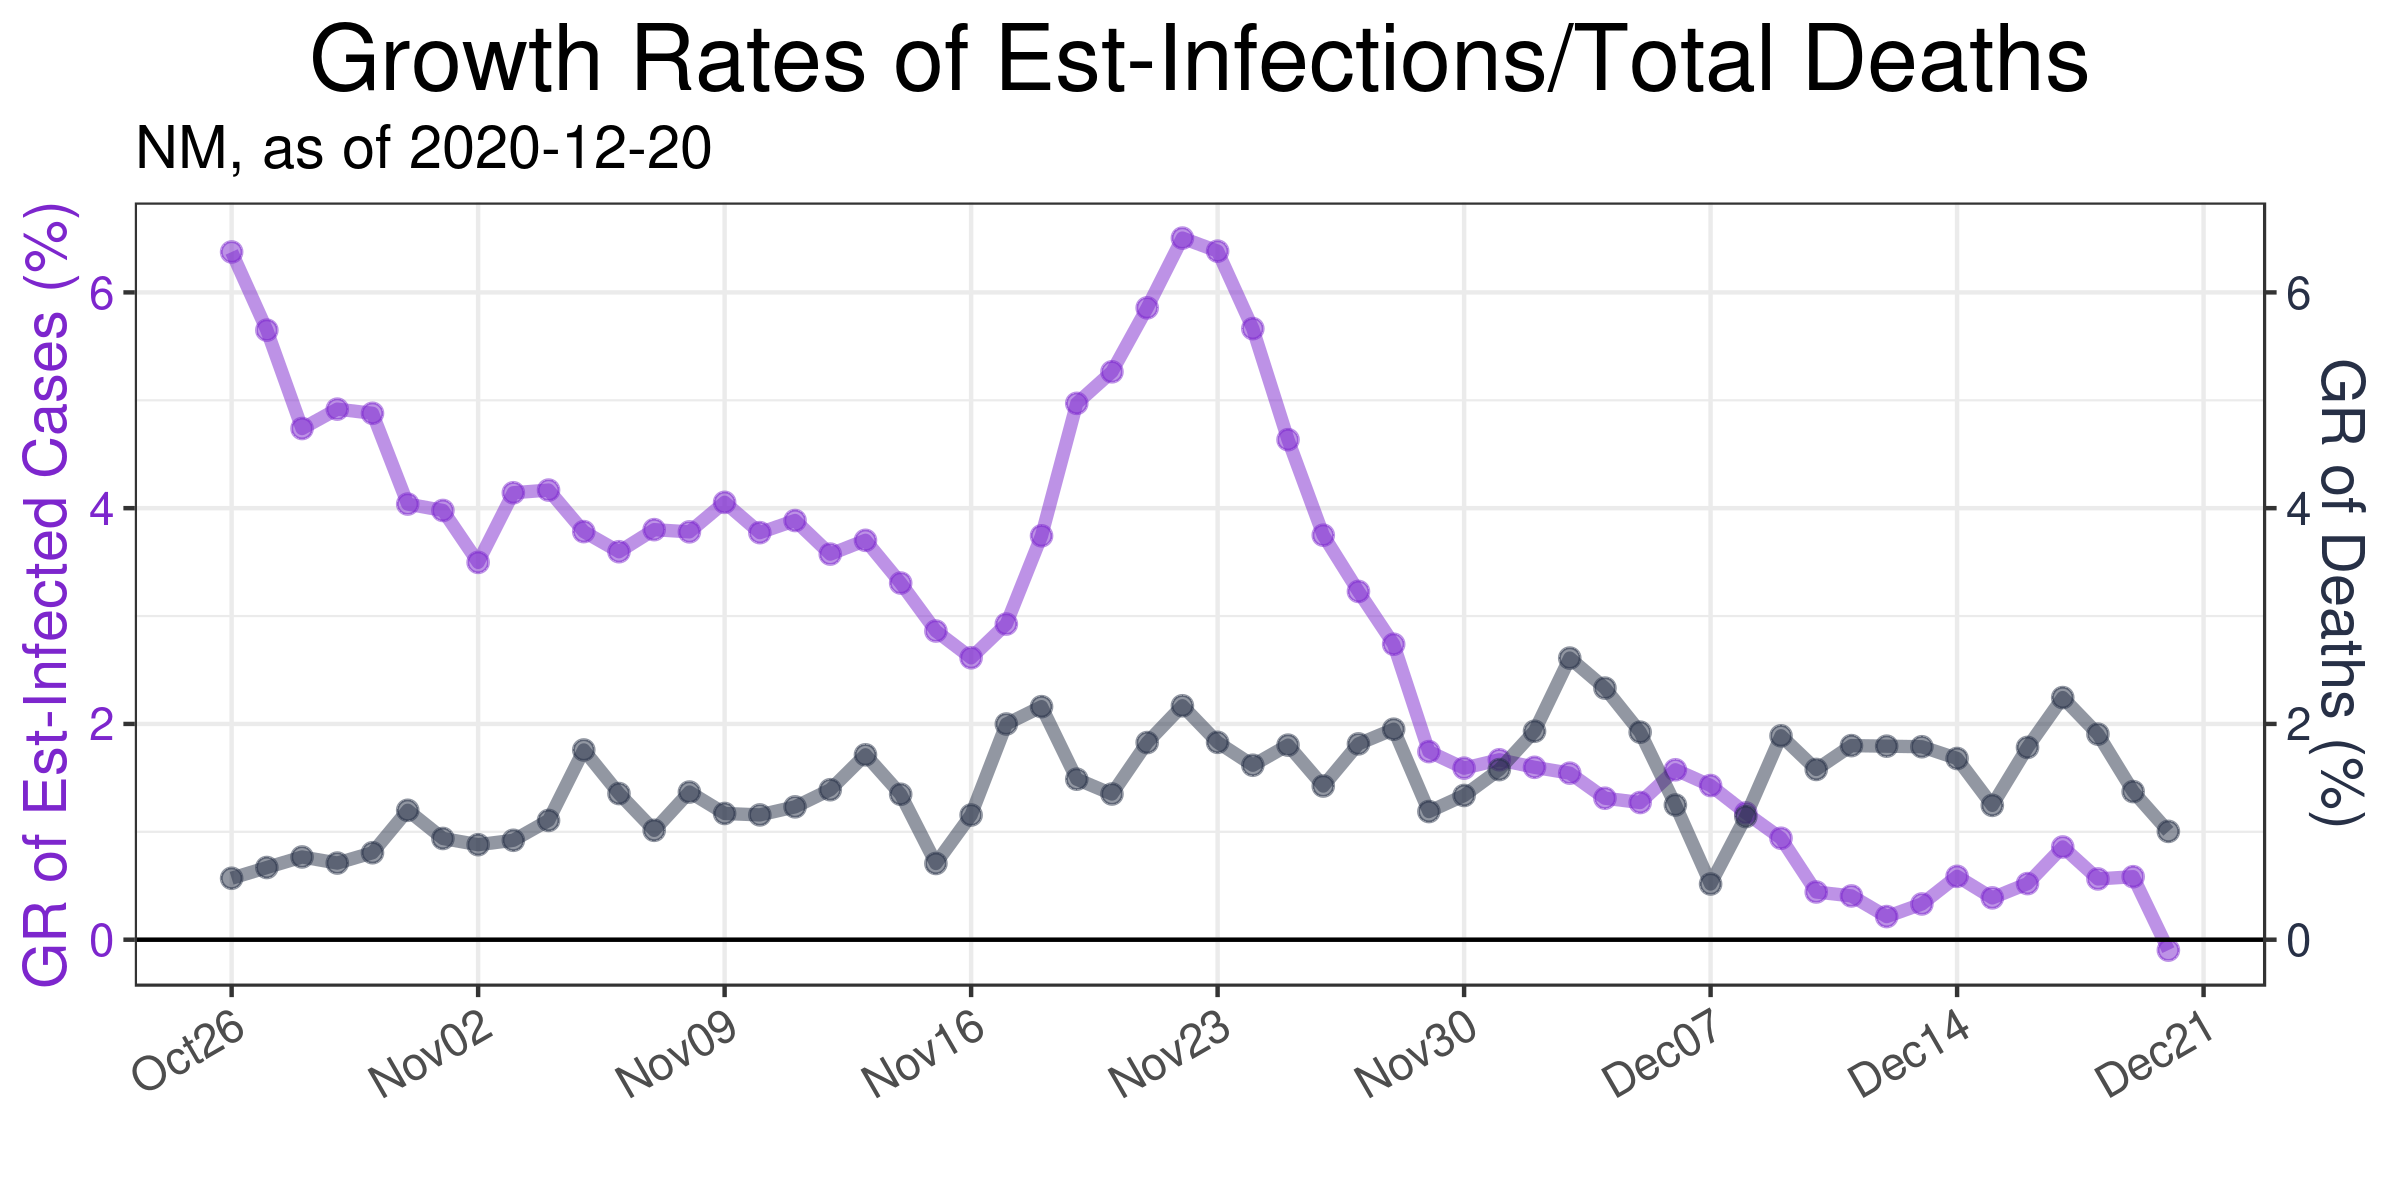 Growth Rates of Est-Infections/Total Deaths
NM, as of 2020-12-20
GR of Est-Infected Cases (%)
6
4
2
0
6
4
2
0
GR of Deaths (%)
Oct26 Nov02 Nov09 Nov16 Nov23 Nov30 Dec07 Dec14 Dec21